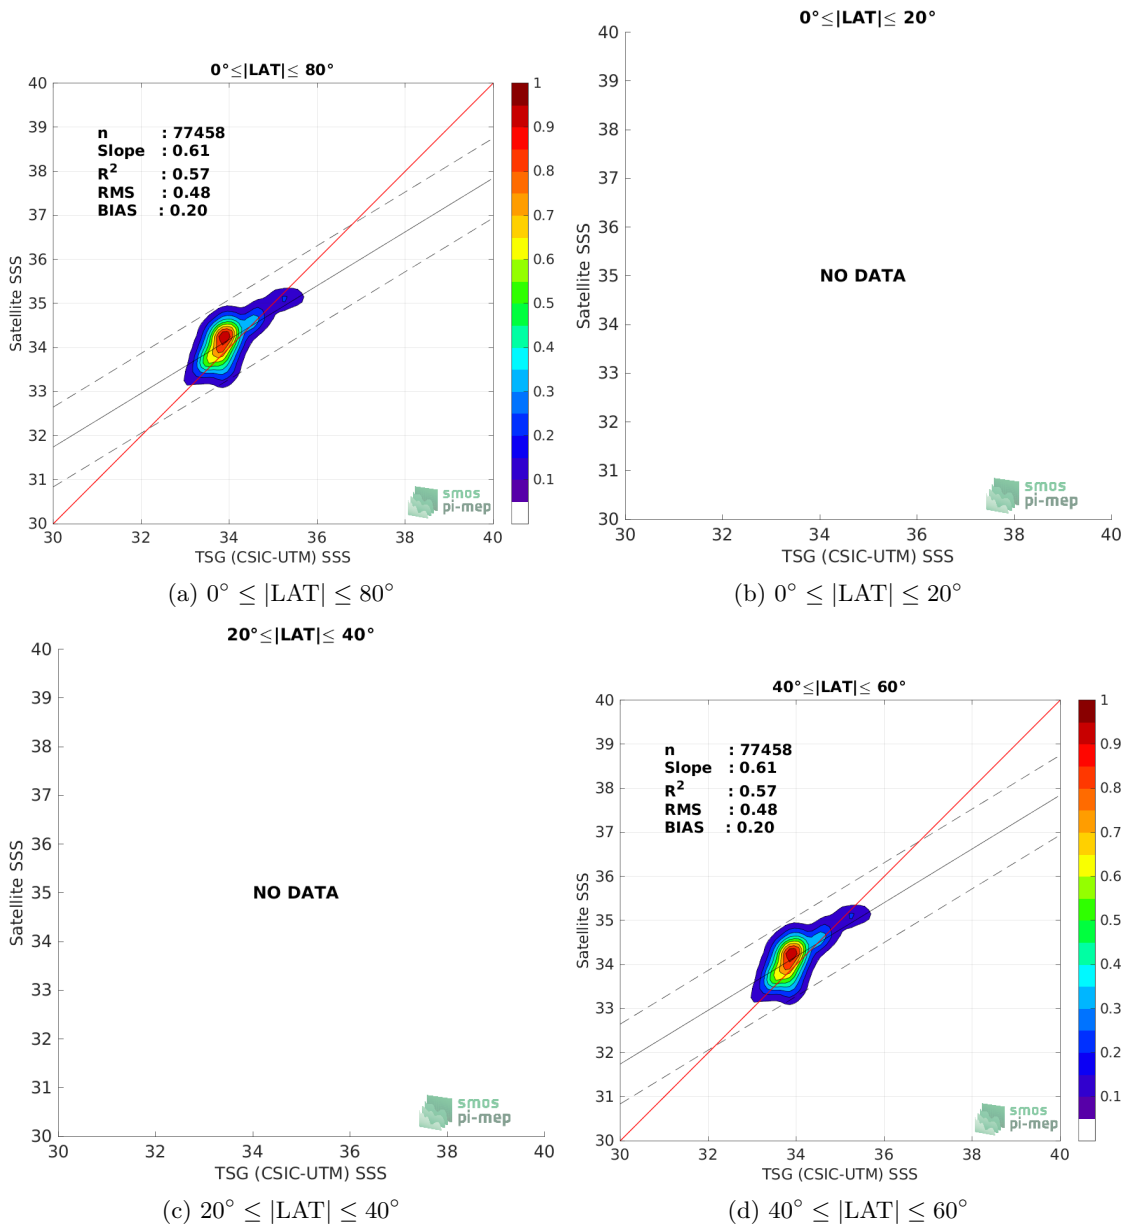 0°≤|LAT|≤ 80°
40
39
38
37
36
35
34
33
32
31
30
Satellite SSS
n : 77458
Slope : 0.61
R² : 0.57
RMS : 0.48
BIAS : 0.20
smos
pi-mep
30 32 34 36 38 40
TSG (CSIC-UTM) SSS
1
0.9
0.8
0.7
0.6
0.5
0.4
0.3
0.2
0.1
(a) 0° ≤ |LAT| ≤ 80°
0°≤|LAT|≤ 20°
40
39
38
37
36
35
34
33
32
31
30
Satellite SSS
NO DATA
smos
pi-mep
30 32 34 36 38 40
TSG (CSIC-UTM) SSS
(b) 0° ≤ |LAT| ≤ 20°
20°≤|LAT|≤ 40°
40
39
38
37
36
35
34
33
32
31
30
Satellite SSS
NO DATA
smos
pi-mep
30 32 34 36 38 40
TSG (CSIC-UTM) SSS
(c) 20° ≤ |LAT| ≤ 40°
40°≤|LAT|≤ 60°
40
39
38
37
36
35
34
33
32
31
30
Satellite SSS
n : 77458
Slope : 0.61
R² : 0.57
RMS : 0.48
BIAS : 0.20
smos
pi-mep
30 32 34 36 38 40
TSG (CSIC-UTM) SSS
1
0.9
0.8
0.7
0.6
0.5
0.4
0.3
0.2
0.1
(d) 40° ≤ |LAT| ≤ 60°